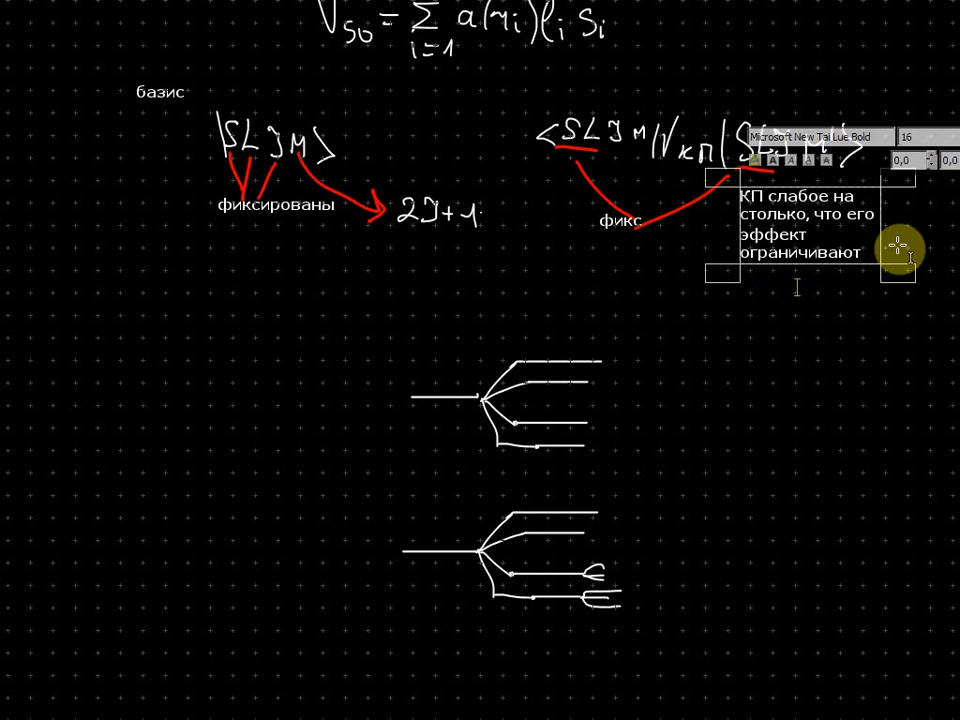 V_so = Σ_{i=1} a(r_i) l_i s_i
базис
|SLJM>
<SLJM|V_кп|SLJM'>
Microsoft New Tai Lue Bold 16
A A A A 0,0 0,0
фиксированы
2J+1
фикс
КП слабое на
столько, что его
эффект
ограничивают